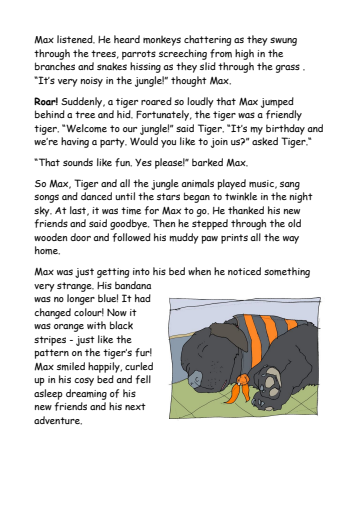 Max listened. He heard monkeys chattering as they swung
through the trees, parrots screeching from high in the
branches and snakes hissing as they slid through the grass .
“It’s very noisy in the jungle!” thought Max.
Roar! Suddenly, a tiger roared so loudly that Max jumped
behind a tree and hid. Fortunately, the tiger was a friendly
tiger. “Welcome to our jungle!” said Tiger. “It’s my birthday and
we’re having a party. Would you like to join us?” asked Tiger.“
“That sounds like fun. Yes please!” barked Max.
So Max, Tiger and all the jungle animals played music, sang
songs and danced until the stars began to twinkle in the night
sky. At last, it was time for Max to go. He thanked his new
friends and said goodbye. Then he stepped through the old
wooden door and followed his muddy paw prints all the way
home.
Max was just getting into his bed when he noticed something
very strange. His bandana
was no longer blue! It had
changed colour! Now it
was orange with black
stripes - just like the
pattern on the tiger’s fur!
Max smiled happily, curled
up in his cosy bed and fell
asleep dreaming of his
new friends and his next
adventure.